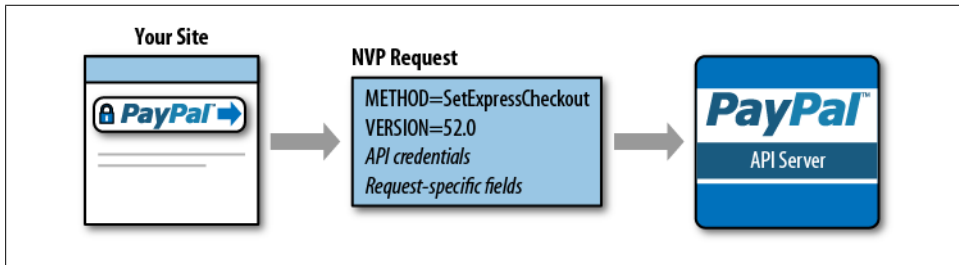 Your Site
PayPal
NVP Request
METHOD=SetExpressCheckout
VERSION=52.0
API credentials
Request-specific fields
PayPal™
API Server